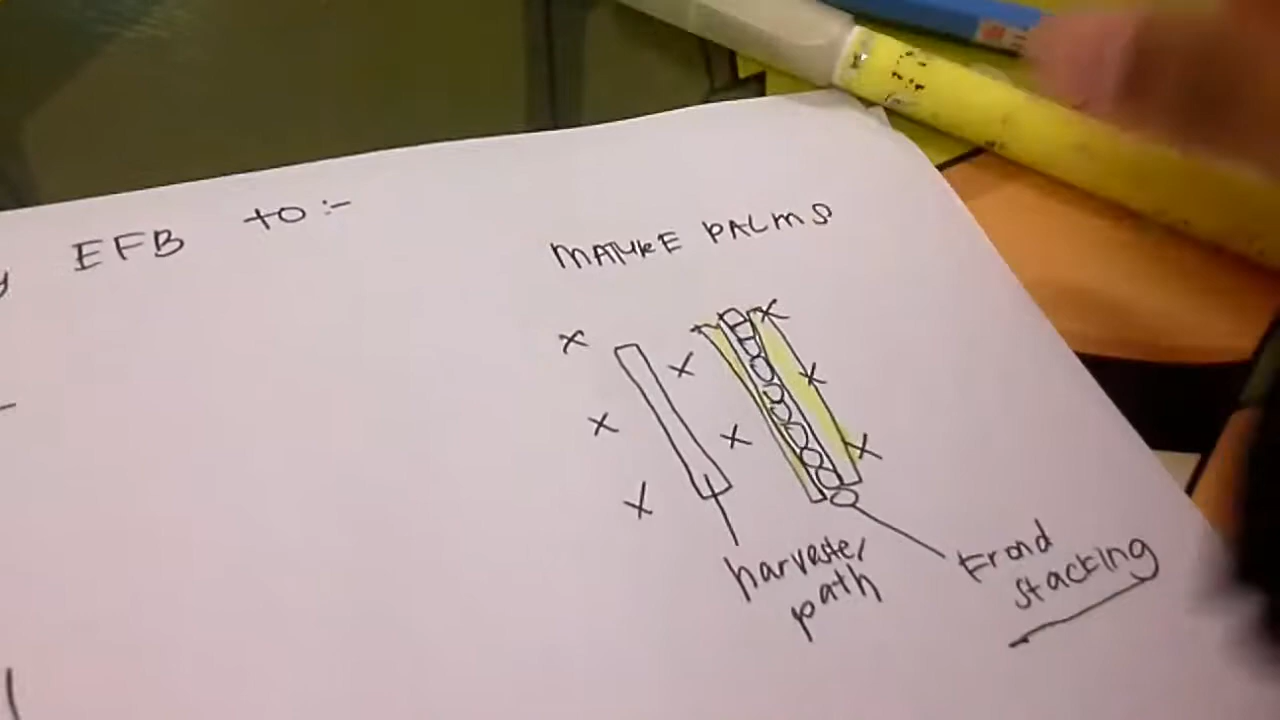 EFB to :-
MATURE PALMS
harvester
path
Frond
stacking